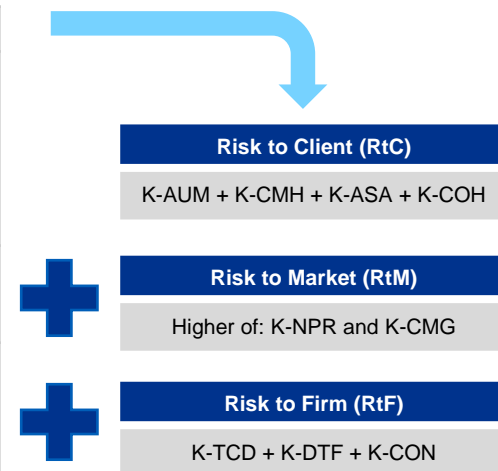 Risk to Client (RtC)
K-AUM + K-CMH + K-ASA + K-COH
Risk to Market (RtM)
Higher of: K-NPR and K-CMG
Risk to Firm (RtF)
K-TCD + K-DTF + K-CON